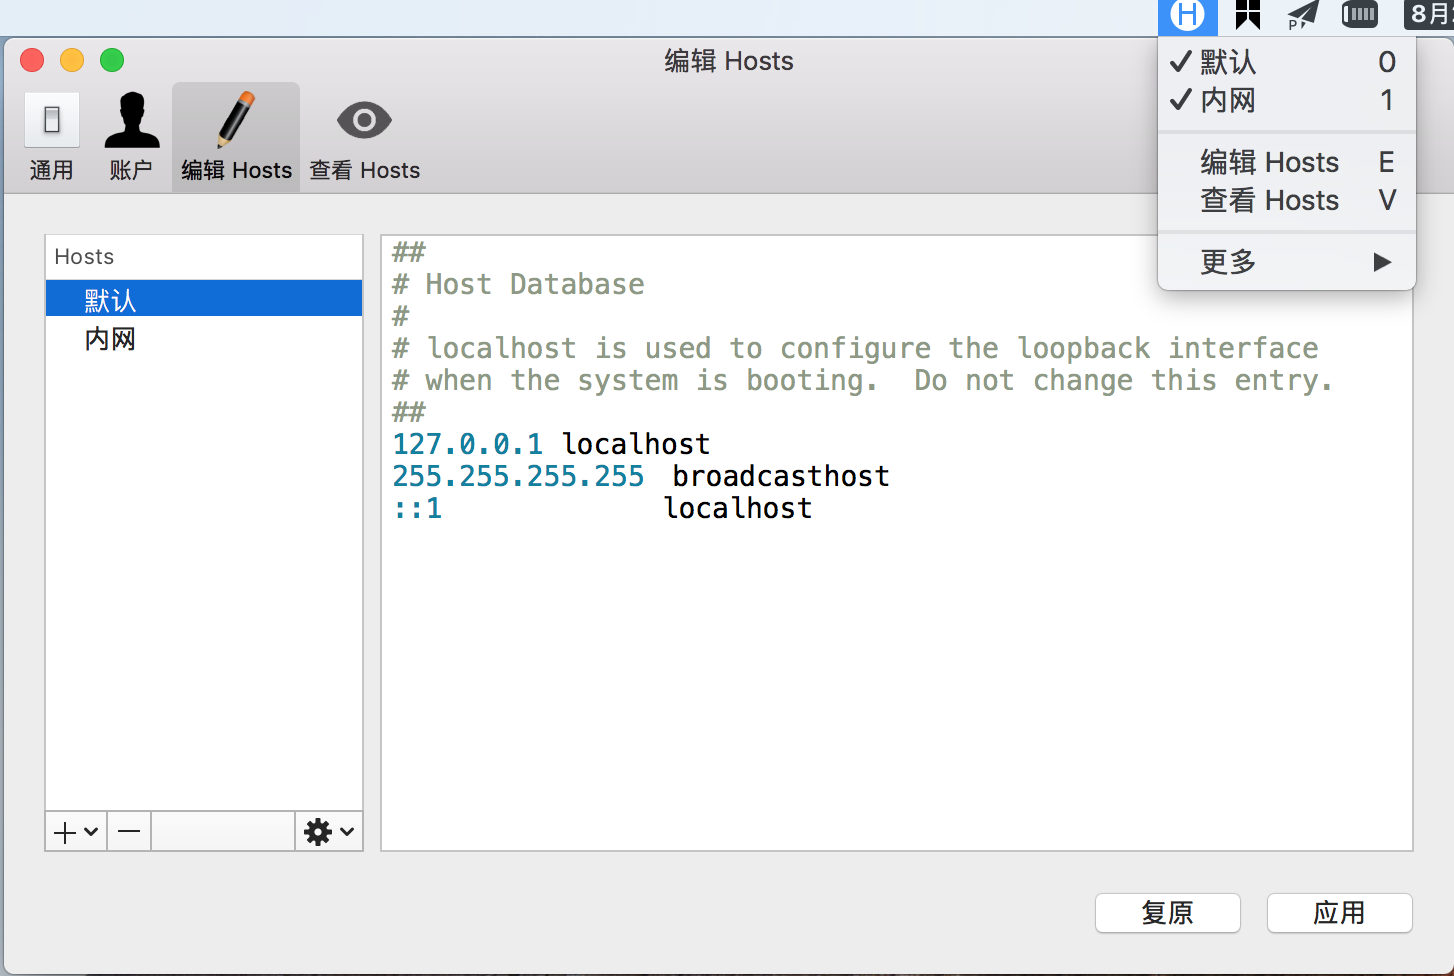 H
P
8月
编辑 Hosts
通用
账户
编辑 Hosts
查看 Hosts
默认 0
内网 1
编辑 Hosts E
查看 Hosts V
更多
Hosts
默认
内网
##
# Host Database
#
# localhost is used to configure the loopback interface
# when the system is booting.  Do not change this entry.
##
127.0.0.1 localhost
255.255.255.255 broadcasthost
::1 localhost
复原
应用